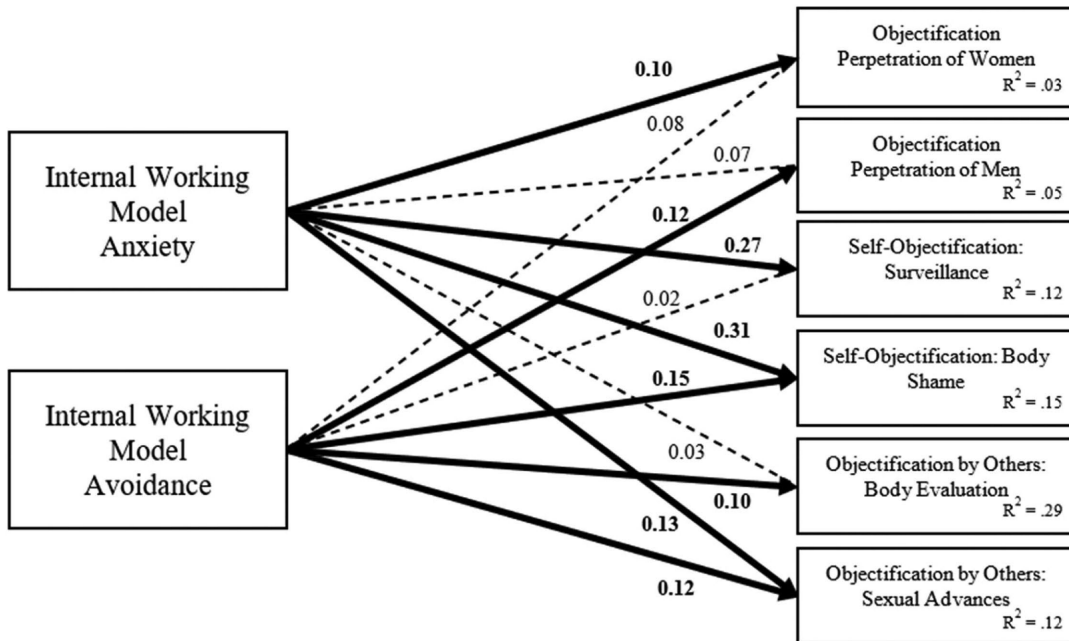 Internal Working
Model
Anxiety
Internal Working
Model
Avoidance
0.10
0.08
0.07
0.12
0.27
0.02
0.31
0.15
0.03
0.10
0.13
0.12
Objectification
Perpetration of Women
R² = .03
Objectification
Perpetration of Men
R² = .05
Self-Objectification:
Surveillance
R² = .12
Self-Objectification: Body
Shame
R² = .15
Objectification by Others:
Body Evaluation
R² = .29
Objectification by Others:
Sexual Advances
R² = .12